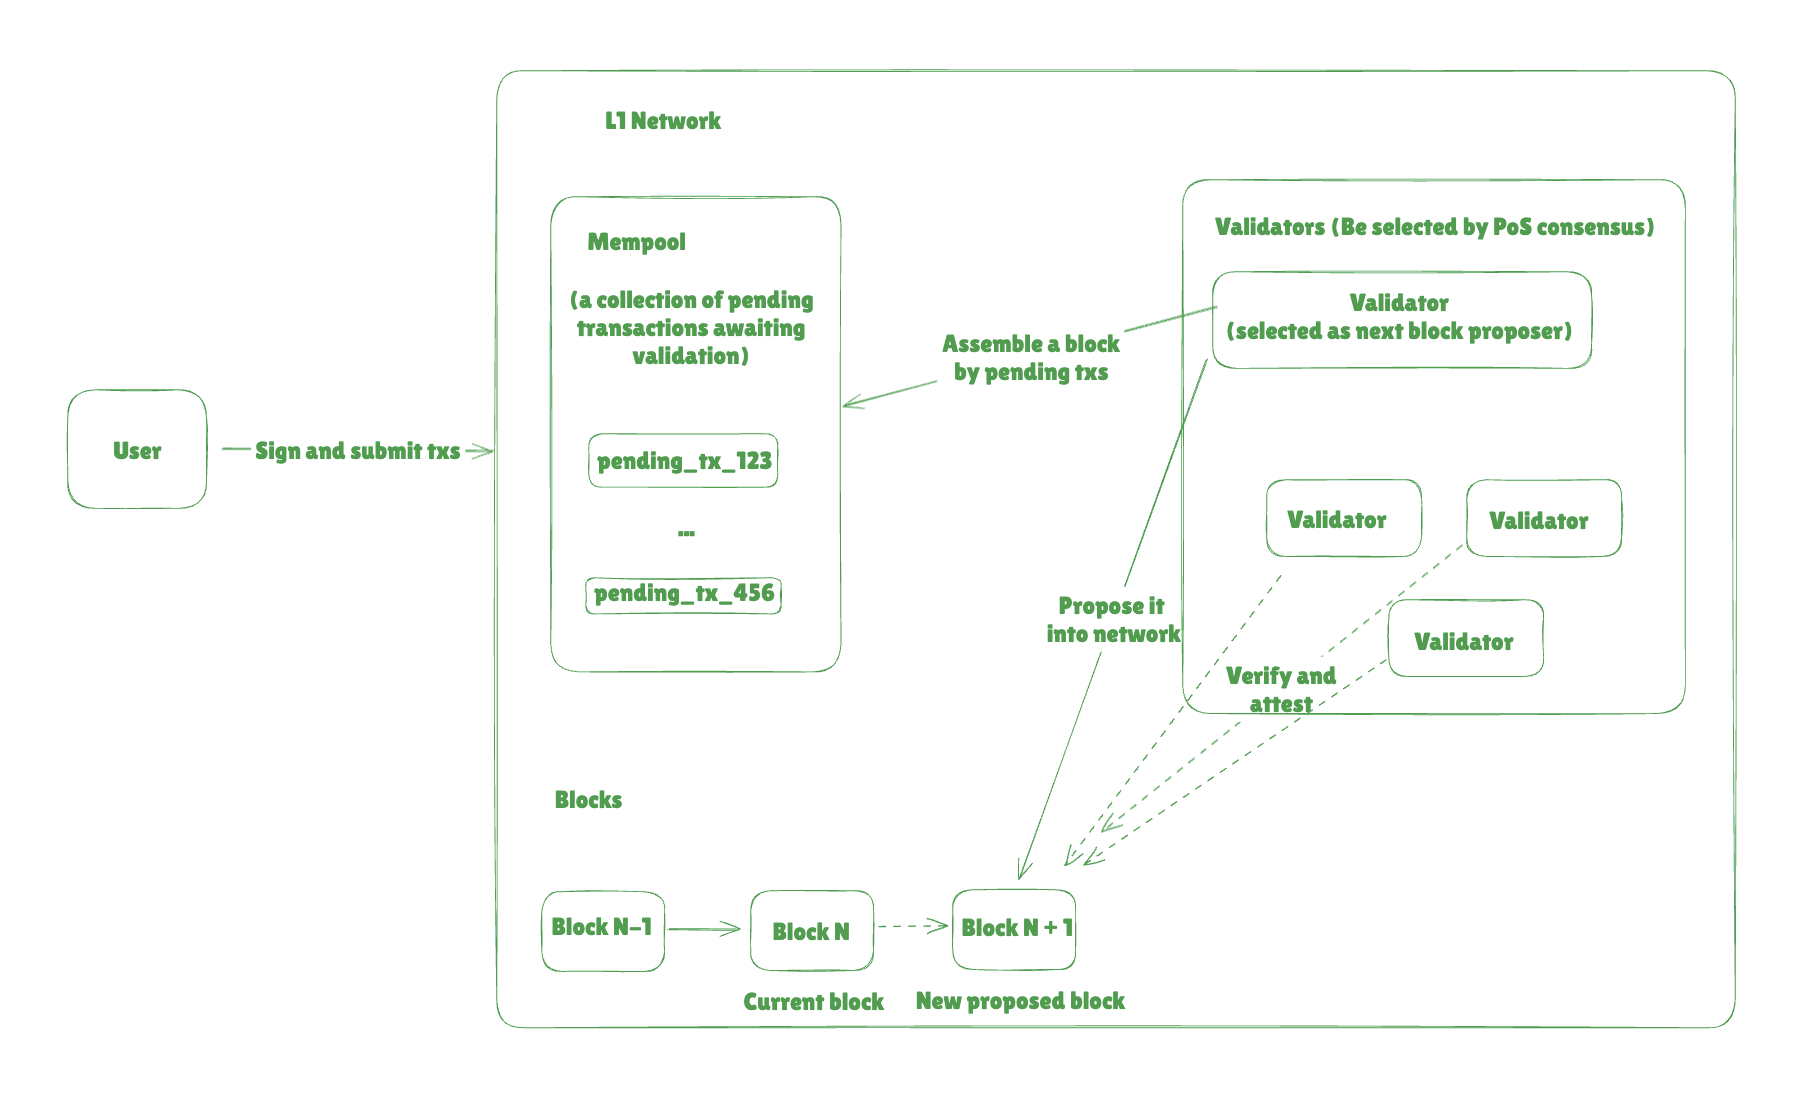 L1 Network
Mempool
(a collection of pending
transactions awaiting
validation)
pending_tx_123
...
pending_tx_456
User
Sign and submit txs
Assemble a block
by pending txs
Validators (Be selected by PoS consensus)
Validator
(selected as next block proposer)
Validator
Validator
Validator
Propose it
into network
Verify and
attest
Blocks
Block N-1
Block N
Block N + 1
Current block
New proposed block